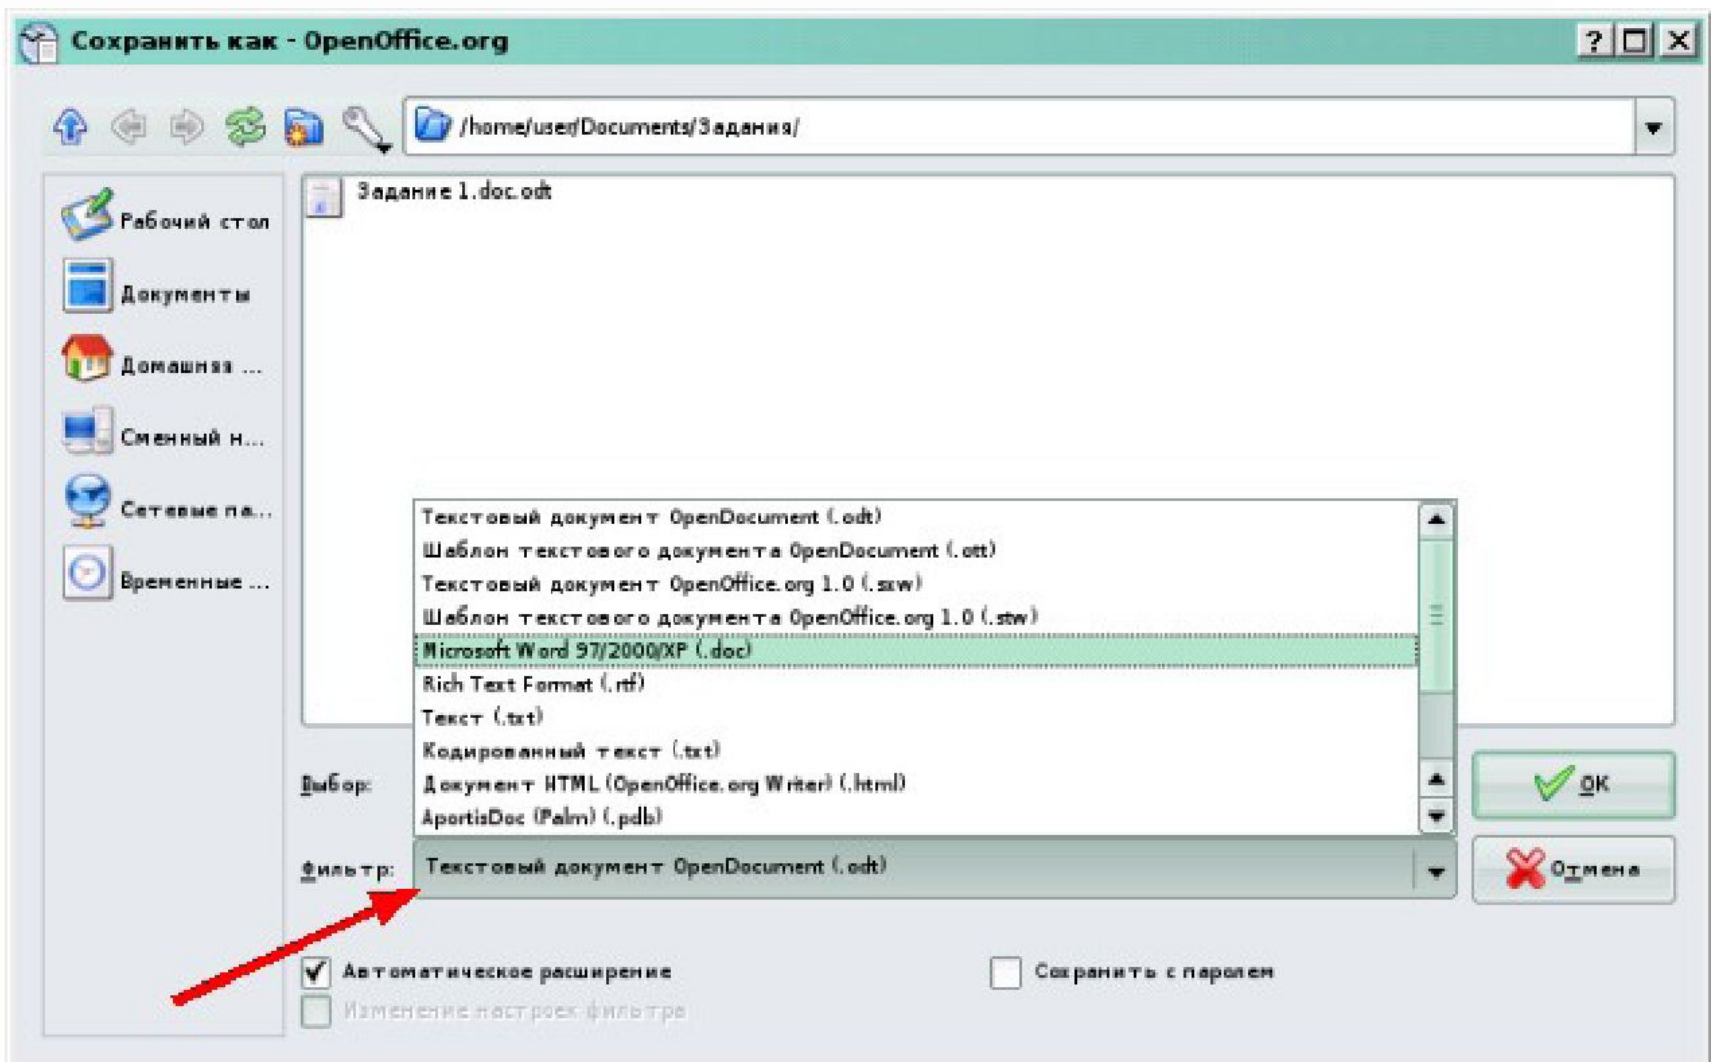 Сохранить как - OpenOffice.org
/home/user/Documents/Задания/
Рабочий стол
Документы
Домашняя ...
Сменный н...
Сетевые па...
Временные ...
Задание 1.doc.odt
Текстовый документ OpenDocument (.odt)
Шаблон текстового документа OpenDocument (.ott)
Текстовый документ OpenOffice.org 1.0 (.sxw)
Шаблон текстового документа OpenOffice.org 1.0 (.stw)
Microsoft Word 97/2000/XP (.doc)
Rich Text Format (.rtf)
Текст (.txt)
Кодированный текст (.txt)
Документ HTML (OpenOffice.org Writer) (.html)
AportisDoc (Palm) (.pdb)
Выбор:
OK
Фильтр:
Текстовый документ OpenDocument (.odt)
Отмена
Автоматическое расширение
Сохранить с паролем
Изменение настроек фильтра